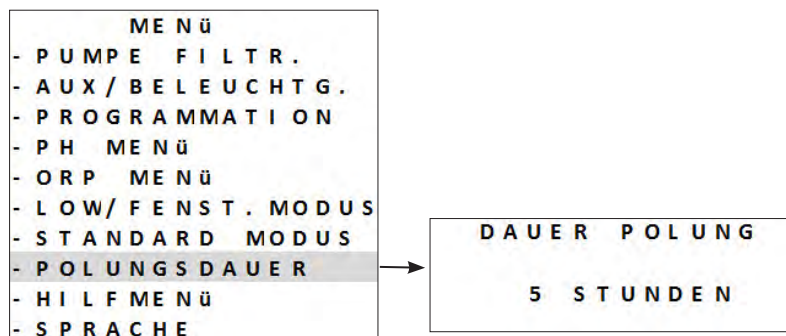 MENü
- PUMPE FILTR.
- AUX/BELEUCHTG.
- PROGRAMMATION
- PH MENü
- ORP MENü
- LOW/FENST. MODUS
- STANDARD MODUS
- POLUNGSDAUER
- HILFMENü
- SPRACHE
DAUER POLUNG
5 STUNDEN